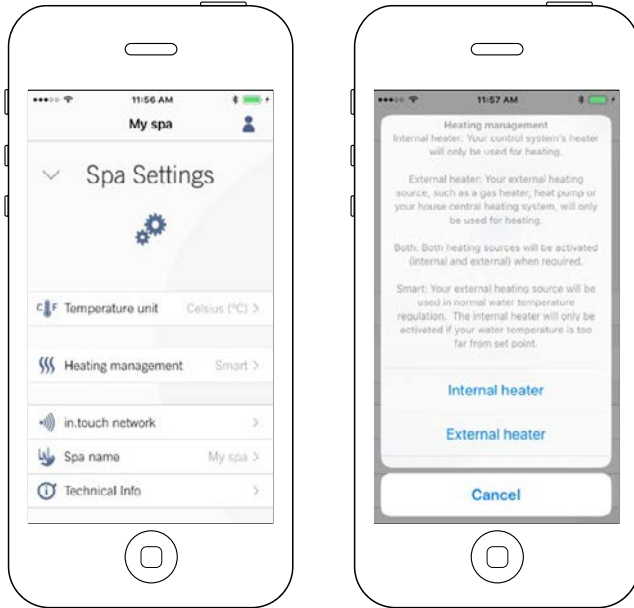 11:56 AM
My spa
Spa Settings
C F Temperature unit Celsius (°C) >
Heating management Smart >
in.touch network >
Spa name My spa >
Technical Info >
11:57 AM
Heating management
Internal heater: Your control system's heater
will only be used for heating.
External heater: Your external heating
source, such as a gas heater, heat pump or
your house central heating system, will only
be used for heating.
Both: Both heating sources will be activated
(internal and external) when required.
Smart: Your external heating source will be
used in normal water temperature
regulation. The internal heater will only be
activated if your water temperature is too
far from set point.
Internal heater
External heater
Cancel